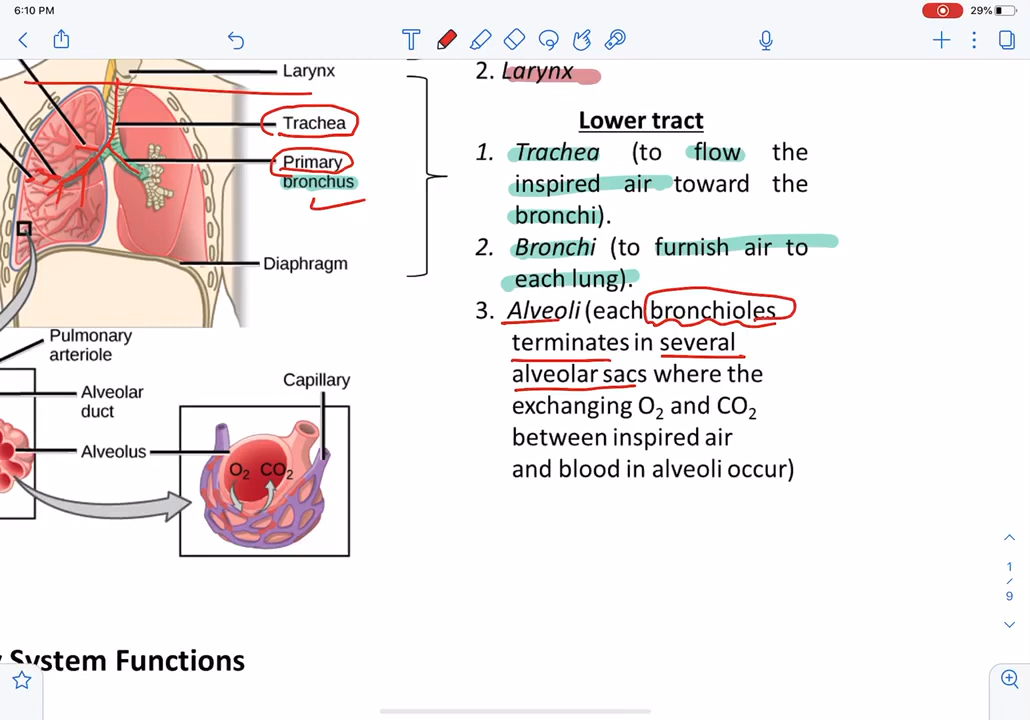 6:10 PM
29%
T
Larynx
Trachea
Primary
bronchus
Diaphragm
Pulmonary
arteriole
Alveolar
duct
Alveolus
Capillary
O₂ CO₂
2. Larynx
Lower tract
1. Trachea (to flow the
inspired air toward the
bronchi).
2. Bronchi (to furnish air to
each lung).
3. Alveoli (each bronchioles
terminates in several
alveolar sacs where the
exchanging O₂ and CO₂
between inspired air
and blood in alveoli occur)
System Functions
1
/
9